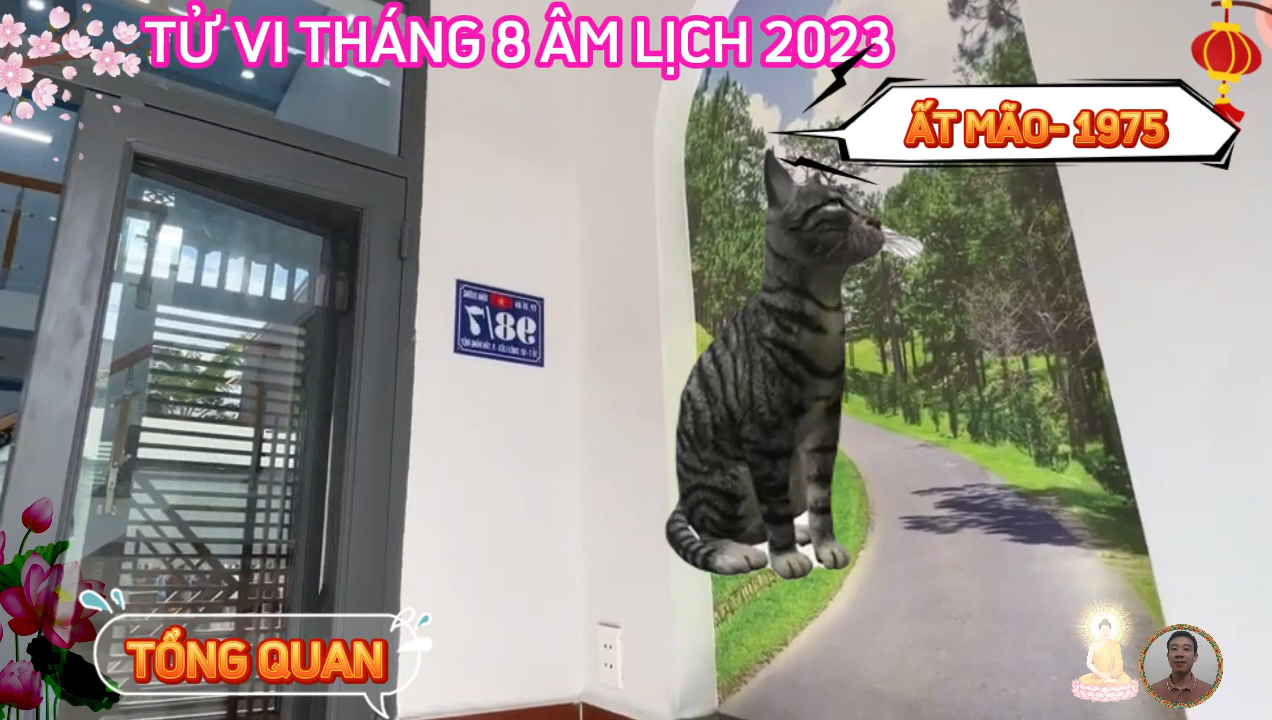 TỬ VI THÁNG 8 ÂM LỊCH 2023
ẤT MÃO- 1975
98/7
TỔNG QUAN